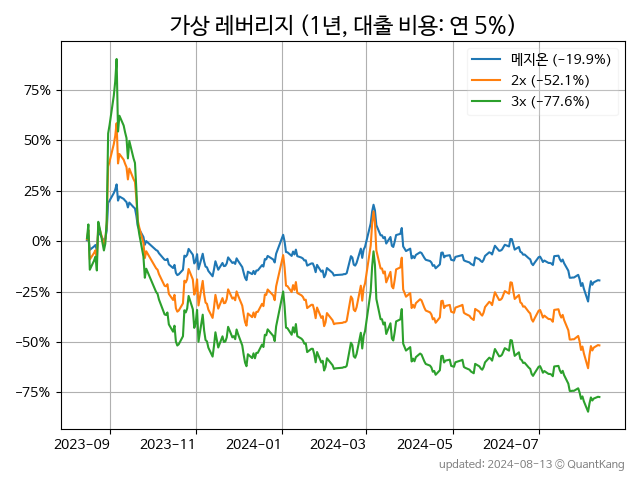 가상 레버리지 (1년, 대출 비용: 연 5%)
메지온 (−19.9%)
2x (−52.1%)
3x (−77.6%)
75%
50%
25%
0%
−25%
−50%
−75%
2023-09 2023-11 2024-01 2024-03 2024-05 2024-07
updated: 2024-08-13 © QuantKang